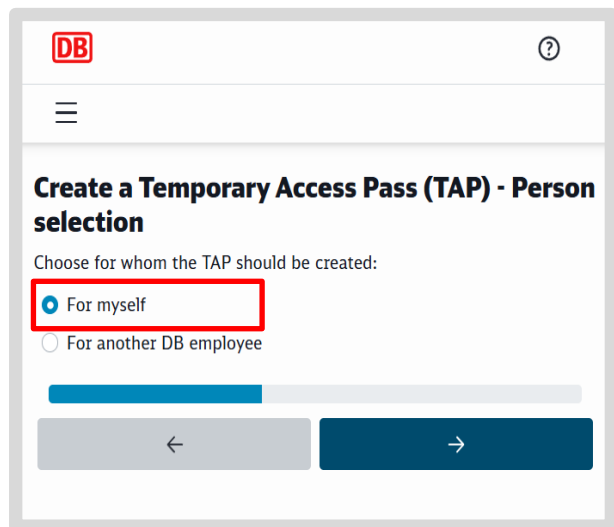 DB
Create a Temporary Access Pass (TAP) - Person
selection
Choose for whom the TAP should be created:
For myself
For another DB employee